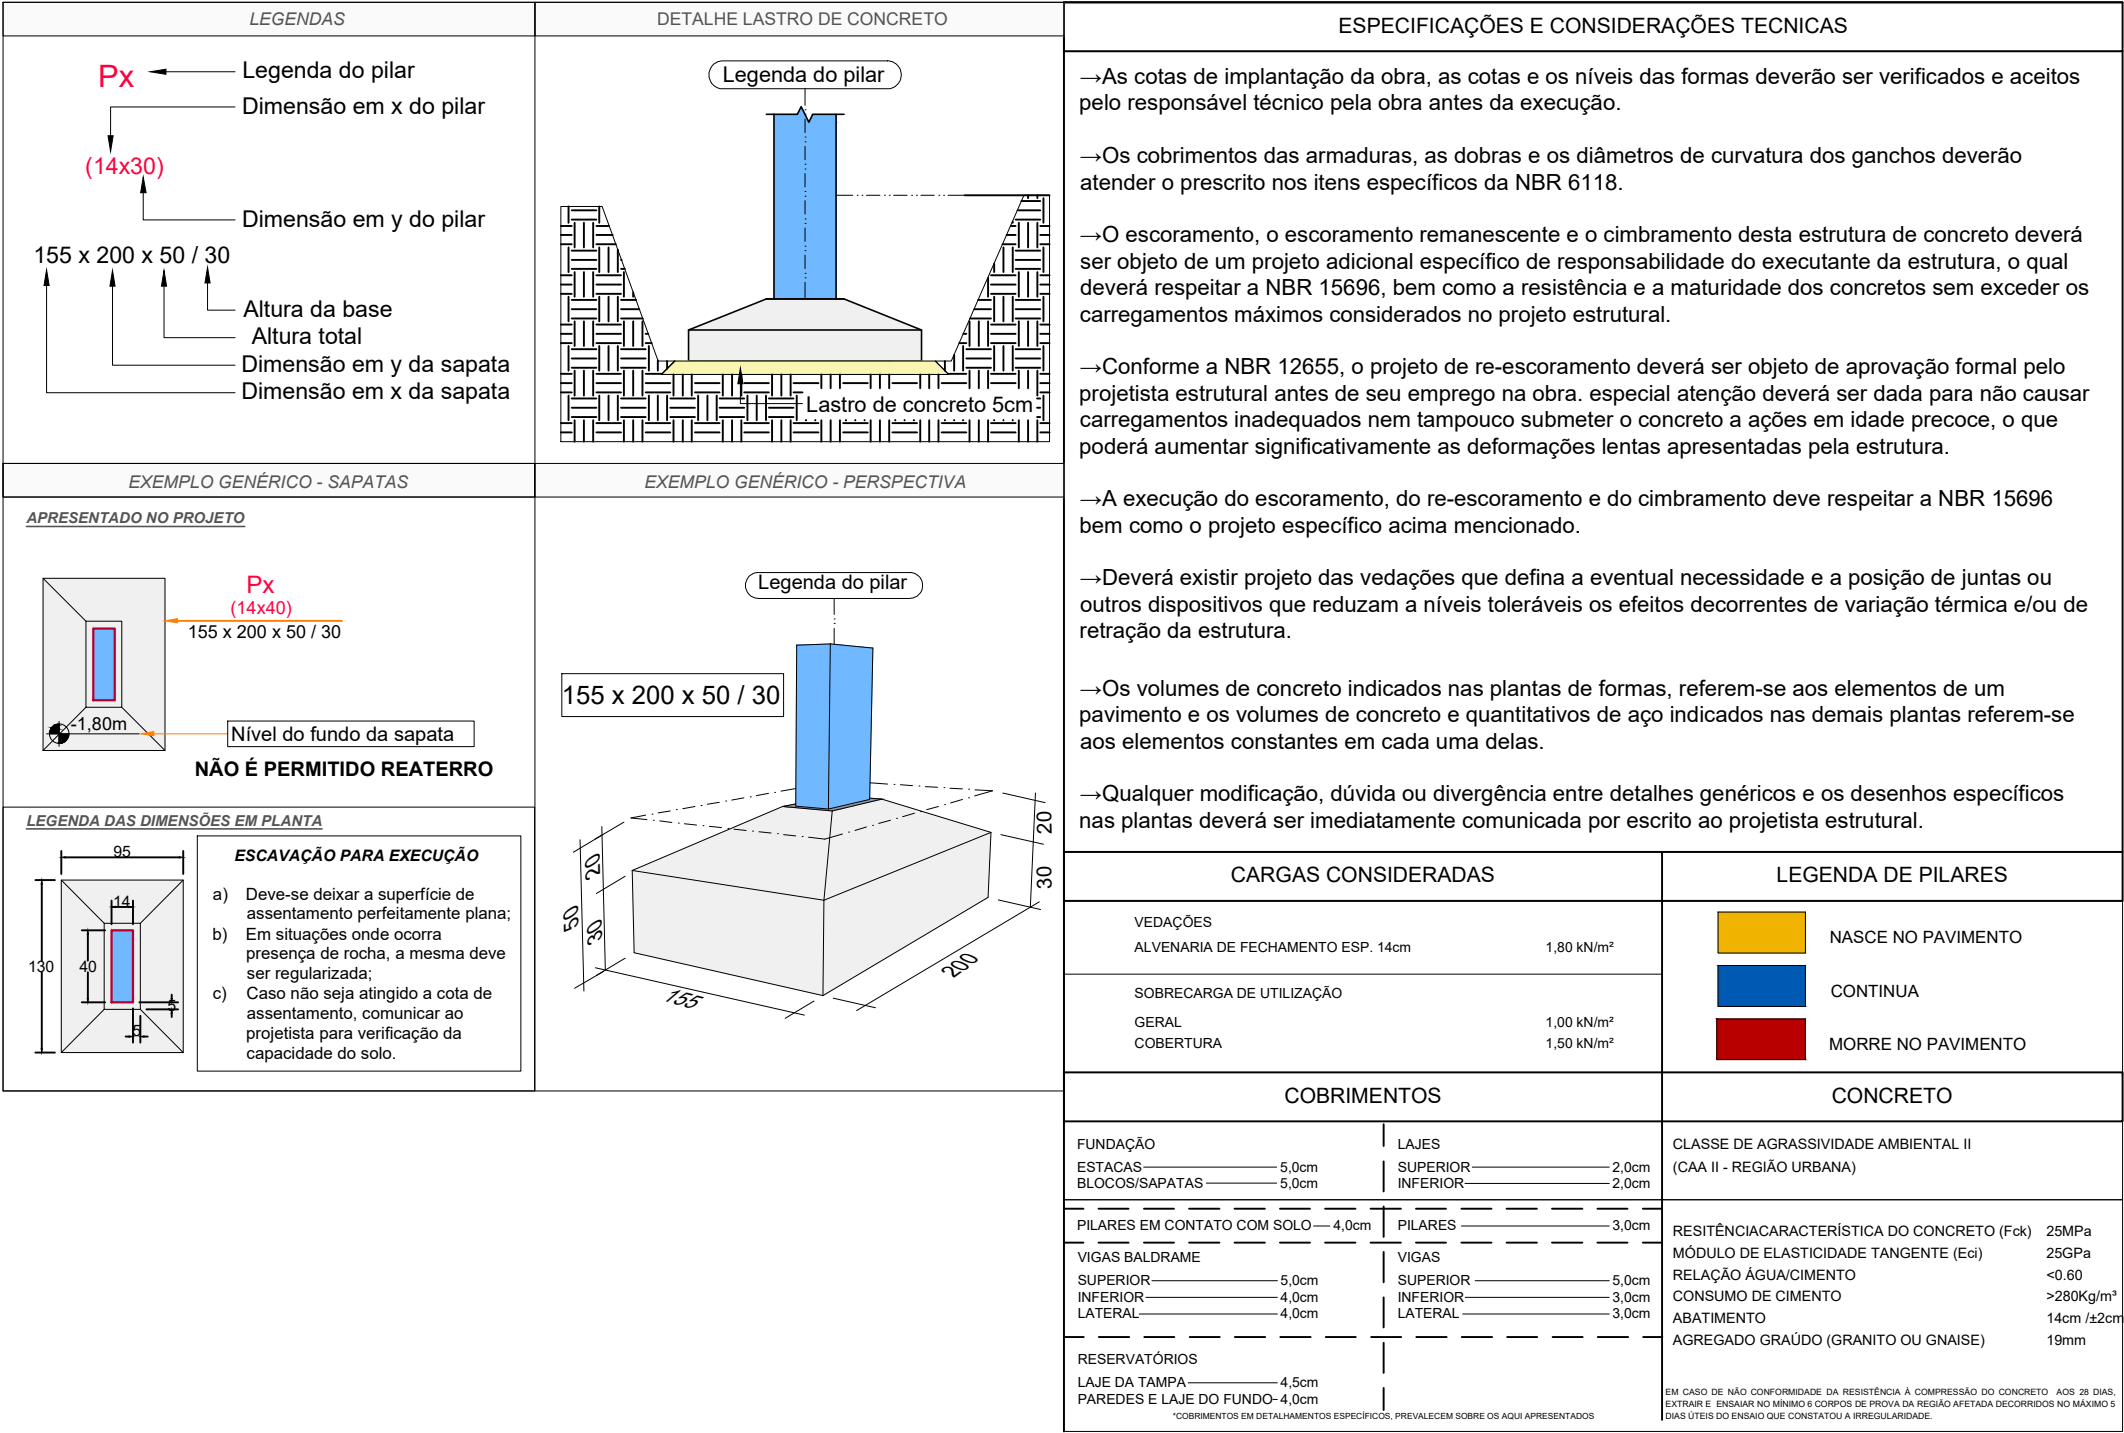 LEGENDAS
Px
Legenda do pilar
Dimensão em x do pilar
(14x30)
Dimensão em y do pilar
155 x 200 x 50 / 30
Altura da base
Altura total
Dimensão em y da sapata
Dimensão em x da sapata
DETALHE LASTRO DE CONCRETO
Legenda do pilar
Lastro de concreto 5cm
EXEMPLO GENÉRICO - SAPATAS
APRESENTADO NO PROJETO
Px
(14x40)
155 x 200 x 50 / 30
-1,80m
Nível do fundo da sapata
NÃO É PERMITIDO REATERRO
LEGENDA DAS DIMENSÕES EM PLANTA
95
14
130
40
5
5
ESCAVAÇÃO PARA EXECUÇÃO
a) Deve-se deixar a superfície de
assentamento perfeitamente plana;
b) Em situações onde ocorra
presença de rocha, a mesma deve
ser regularizada;
c) Caso não seja atingido a cota de
assentamento, comunicar ao
projetista para verificação da
capacidade do solo.
EXEMPLO GENÉRICO - PERSPECTIVA
Legenda do pilar
155 x 200 x 50 / 30
20
50
30
20
30
155
200
ESPECIFICAÇÕES E CONSIDERAÇÕES TECNICAS
→As cotas de implantação da obra, as cotas e os níveis das formas deverão ser verificados e aceitos
pelo responsável técnico pela obra antes da execução.
→Os cobrimentos das armaduras, as dobras e os diâmetros de curvatura dos ganchos deverão
atender o prescrito nos itens específicos da NBR 6118.
→O escoramento, o escoramento remanescente e o cimbramento desta estrutura de concreto deverá
ser objeto de um projeto adicional específico de responsabilidade do executante da estrutura, o qual
deverá respeitar a NBR 15696, bem como a resistência e a maturidade dos concretos sem exceder os
carregamentos máximos considerados no projeto estrutural.
→Conforme a NBR 12655, o projeto de re-escoramento deverá ser objeto de aprovação formal pelo
projetista estrutural antes de seu emprego na obra. especial atenção deverá ser dada para não causar
carregamentos inadequados nem tampouco submeter o concreto a ações em idade precoce, o que
poderá aumentar significativamente as deformações lentas apresentadas pela estrutura.
→A execução do escoramento, do re-escoramento e do cimbramento deve respeitar a NBR 15696
bem como o projeto específico acima mencionado.
→Deverá existir projeto das vedações que defina a eventual necessidade e a posição de juntas ou
outros dispositivos que reduzam a níveis toleráveis os efeitos decorrentes de variação térmica e/ou de
retração da estrutura.
→Os volumes de concreto indicados nas plantas de formas, referem-se aos elementos de um
pavimento e os volumes de concreto e quantitativos de aço indicados nas demais plantas referem-se
aos elementos constantes em cada uma delas.
→Qualquer modificação, dúvida ou divergência entre detalhes genéricos e os desenhos específicos
nas plantas deverá ser imediatamente comunicada por escrito ao projetista estrutural.
CARGAS CONSIDERADAS
VEDAÇÕES
ALVENARIA DE FECHAMENTO ESP. 14cm 1,80 kN/m²
SOBRECARGA DE UTILIZAÇÃO
GERAL 1,00 kN/m²
COBERTURA 1,50 kN/m²
LEGENDA DE PILARES
NASCE NO PAVIMENTO
CONTINUA
MORRE NO PAVIMENTO
COBRIMENTOS
FUNDAÇÃO
ESTACAS 5,0cm
BLOCOS/SAPATAS 5,0cm
LAJES
SUPERIOR 2,0cm
INFERIOR 2,0cm
PILARES EM CONTATO COM SOLO 4,0cm
PILARES 3,0cm
VIGAS BALDRAME
SUPERIOR 5,0cm
INFERIOR 4,0cm
LATERAL 4,0cm
VIGAS
SUPERIOR 5,0cm
INFERIOR 3,0cm
LATERAL 3,0cm
RESERVATÓRIOS
LAJE DA TAMPA 4,5cm
PAREDES E LAJE DO FUNDO 4,0cm
*COBRIMENTOS EM DETALHAMENTOS ESPECÍFICOS, PREVALECEM SOBRE OS AQUI APRESENTADOS
CONCRETO
CLASSE DE AGRASSIVIDADE AMBIENTAL II
(CAA II - REGIÃO URBANA)
RESITÊNCIACARACTERÍSTICA DO CONCRETO (Fck) 25MPa
MÓDULO DE ELASTICIDADE TANGENTE (Eci) 25GPa
RELAÇÃO ÁGUA/CIMENTO <0.60
CONSUMO DE CIMENTO >280Kg/m³
ABATIMENTO 14cm /±2cm
AGREGADO GRAÚDO (GRANITO OU GNAISE) 19mm
EM CASO DE NÃO CONFORMIDADE DA RESISTÊNCIA À COMPRESSÃO DO CONCRETO AOS 28 DIAS,
EXTRAIR E ENSAIAR NO MÍNIMO 6 CORPOS DE PROVA DA REGIÃO AFETADA DECORRIDOS NO MÁXIMO 5
DIAS ÚTEIS DO ENSAIO QUE CONSTATOU A IRREGULARIDADE.